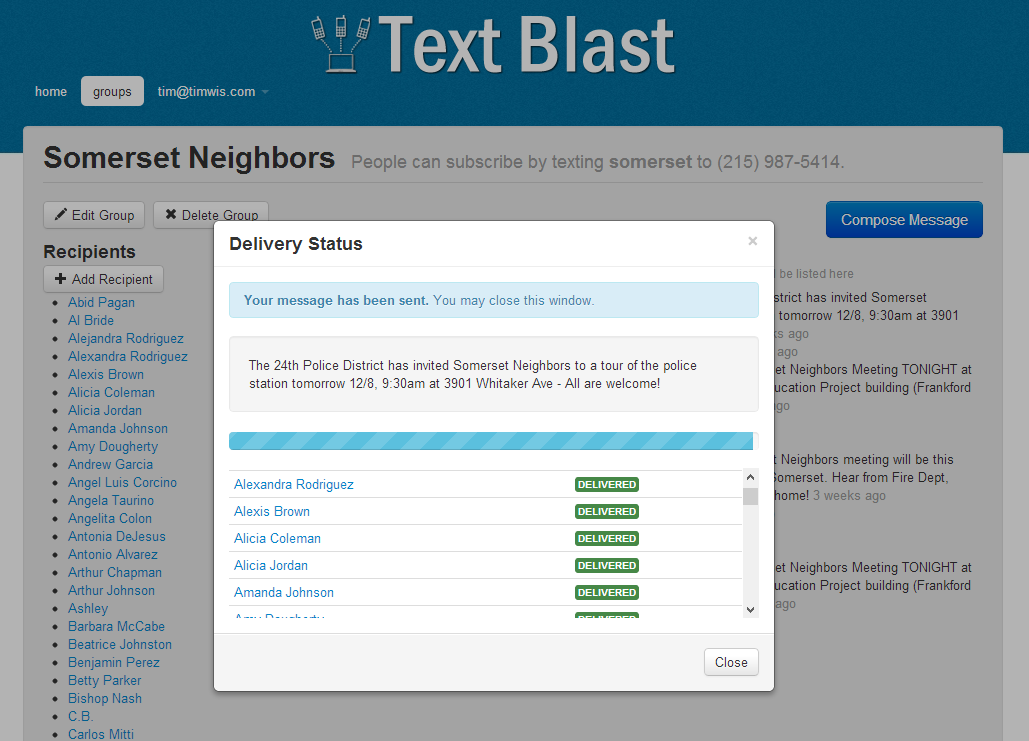 Text Blast
home groups tim@timwis.com
Somerset Neighbors People can subscribe by texting somerset to (215) 987-5414.
Edit Group Delete Group
Compose Message
Recipients
Add Recipient
Abid Pagan
Al Bride
Alejandra Rodriguez
Alexandra Rodriguez
Alexis Brown
Alicia Coleman
Alicia Jordan
Amanda Johnson
Amy Dougherty
Andrew Garcia
Angel Luis Corcino
Angela Taurino
Angelita Colon
Antonia DeJesus
Antonio Alvarez
Arthur Chapman
Arthur Johnson
Ashley
Barbara McCabe
Beatrice Johnston
Benjamin Perez
Betty Parker
Bishop Nash
C.B.
Carlos Mitti
Delivery Status ×
Your message has been sent. You may close this window.
The 24th Police District has invited Somerset Neighbors to a tour of the police
station tomorrow 12/8, 9:30am at 3901 Whitaker Ave - All are welcome!
Alexandra Rodriguez DELIVERED
Alexis Brown DELIVERED
Alicia Coleman DELIVERED
Alicia Jordan DELIVERED
Amanda Johnson DELIVERED
Amy Dougherty DELIVERED
Close
be listed here
strict has invited Somerset
tomorrow 12/8, 9:30am at 3901
ks ago
ago
et Neighbors Meeting TONIGHT at
ucation Project building (Frankford
ago
t Neighbors meeting will be this
Somerset. Hear from Fire Dept,
home! 3 weeks ago
et Neighbors Meeting TONIGHT at
ucation Project building (Frankford
ago